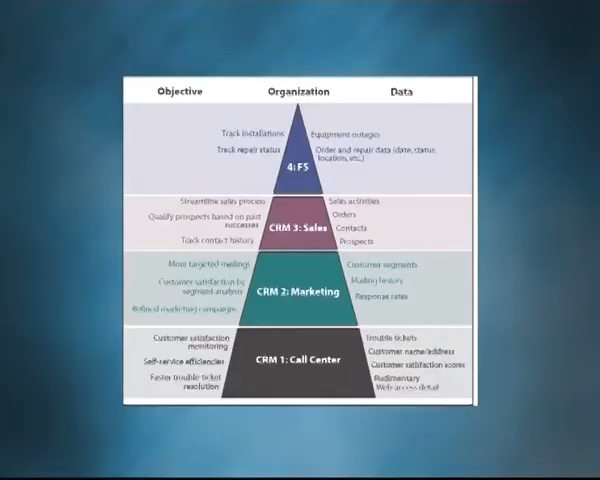 Objective Organization Data
Track installations
Track repair status
4: FS
Equipment outages
Order and repair data (date, status,
location, etc.)
Streamline sales process
Qualify prospects based on past
successes
Track contact history
CRM 3: Sales
Sales activities
Orders
Contacts
Prospects
More targeted mailings
Customer satisfaction by
segment analysis
Refined marketing campaigns
CRM 2: Marketing
Customer segments
Mailing history
Response rates
Customer satisfaction
monitoring
Self-service efficiencies
Faster trouble ticket
resolution
CRM 1: Call Center
Trouble tickets
Customer name/address
Customer satisfaction scores
Rudimentary
Web access detail